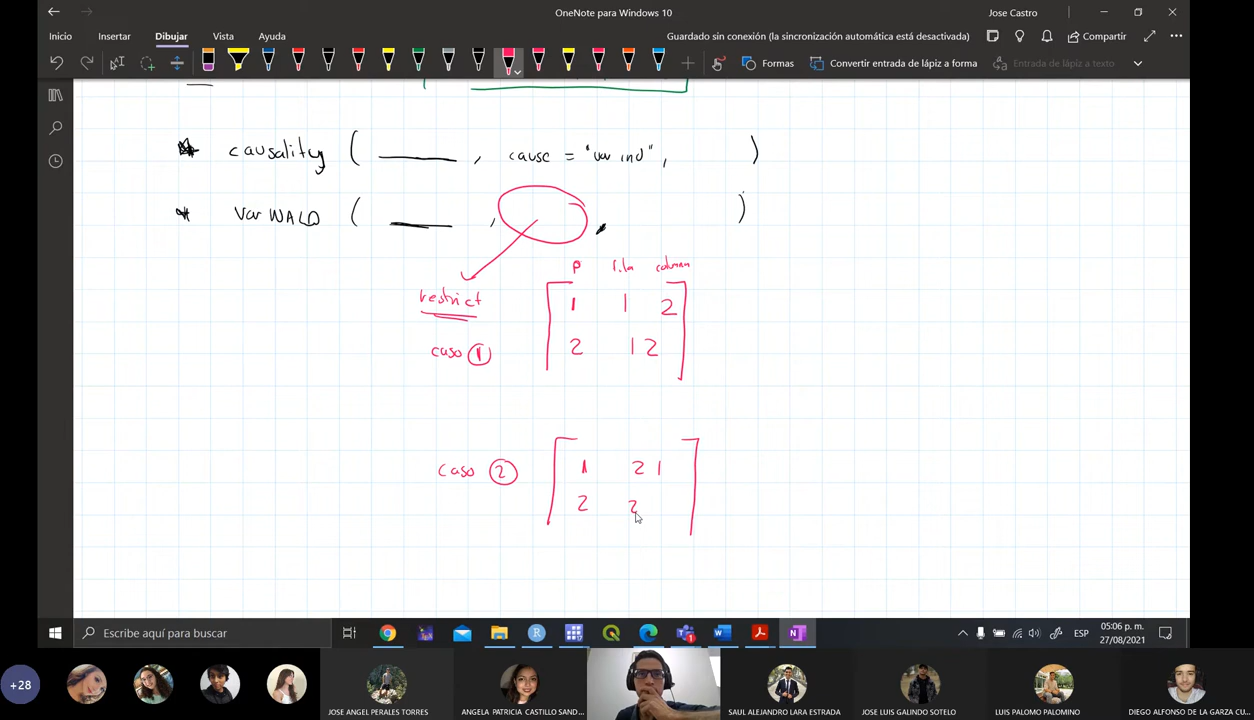 OneNote para Windows 10
Jose Castro
Inicio Insertar Dibujar Vista Ayuda
Guardado sin conexión (la sincronización automática está desactivada)
Compartir
Formas
Convertir entrada de lápiz a forma
Entrada de lápiz a texto
* causality ( ____ , cause = "var ind", )
* varWALD ( ____ , , )
p fila column
restrict
1 1 2
caso ①
2 1 2
caso ②
1 2 1
2 2
Escribe aquí para buscar
ESP
05:06 p. m.
27/08/2021
+28
JOSE ANGEL PERALES TORRES
ANGELA PATRICIA CASTILLO SAND...
SAUL ALEJANDRO LARA ESTRADA
JOSE LUIS GALINDO SOTELO
LUIS PALOMO PALOMINO
DIEGO ALFONSO DE LA GARZA CU...